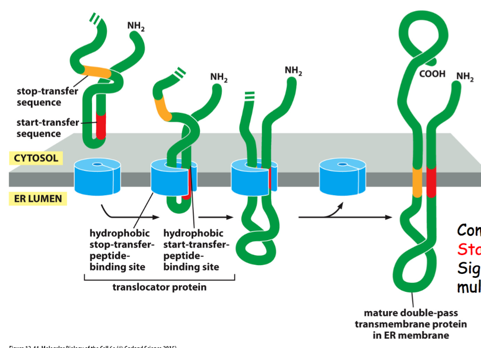 NH2
NH2
NH2
COOH
NH2
stop-transfer
sequence
start-transfer
sequence
CYTOSOL
ER LUMEN
hydrophobic
stop-transfer-
peptide-
binding site
hydrophobic
start-transfer-
peptide-
binding site
translocator protein
Con
Sta
Sig
mul
mature double-pass
transmembrane protein
in ER membrane